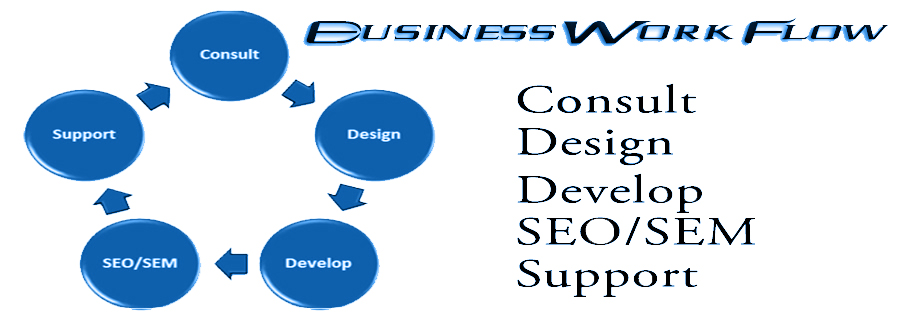 Business Work Flow
Consult
Design
Develop
SEO/SEM
Support
Consult
Design
Develop
SEO/SEM
Support